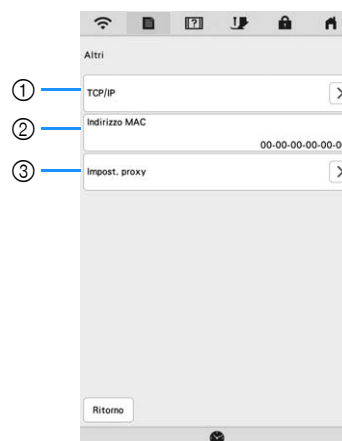 Altri
① TCP/IP
② Indirizzo MAC
00-00-00-00-00-0
③ Impost. proxy
Ritorno